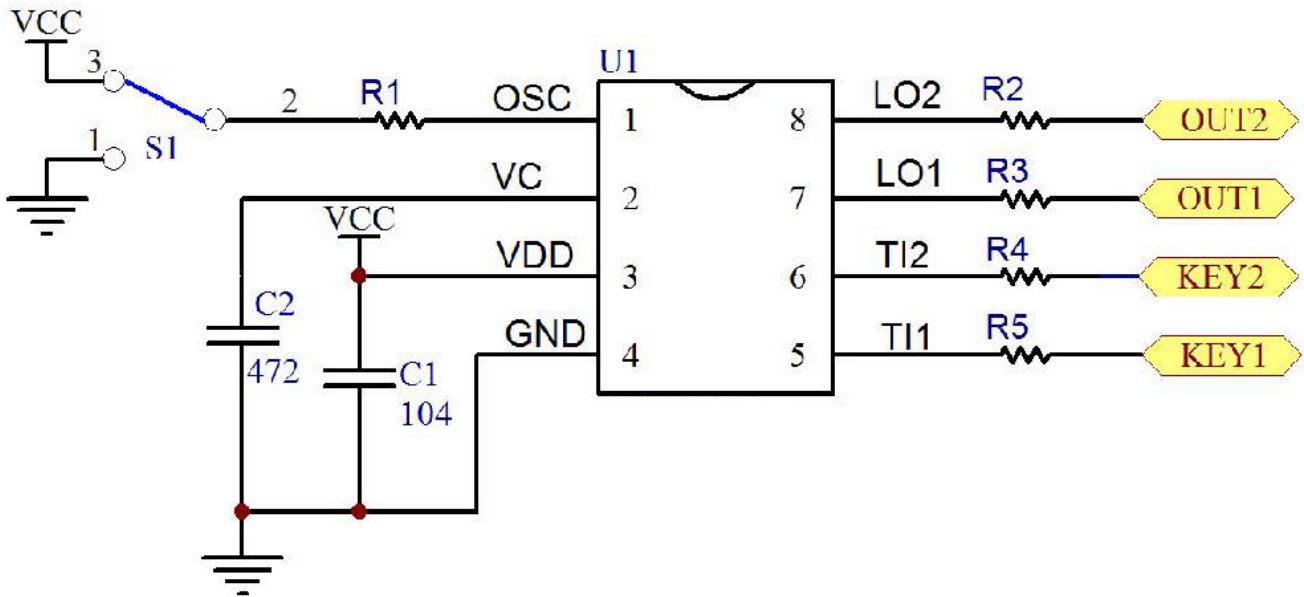 VCC
3
2
1
S1
R1
OSC
VC
VCC
VDD
GND
C2
472
C1
104
U1
1
2
3
4
8
7
6
5
LO2
R2
OUT2
LO1
R3
OUT1
TI2
R4
KEY2
TI1
R5
KEY1